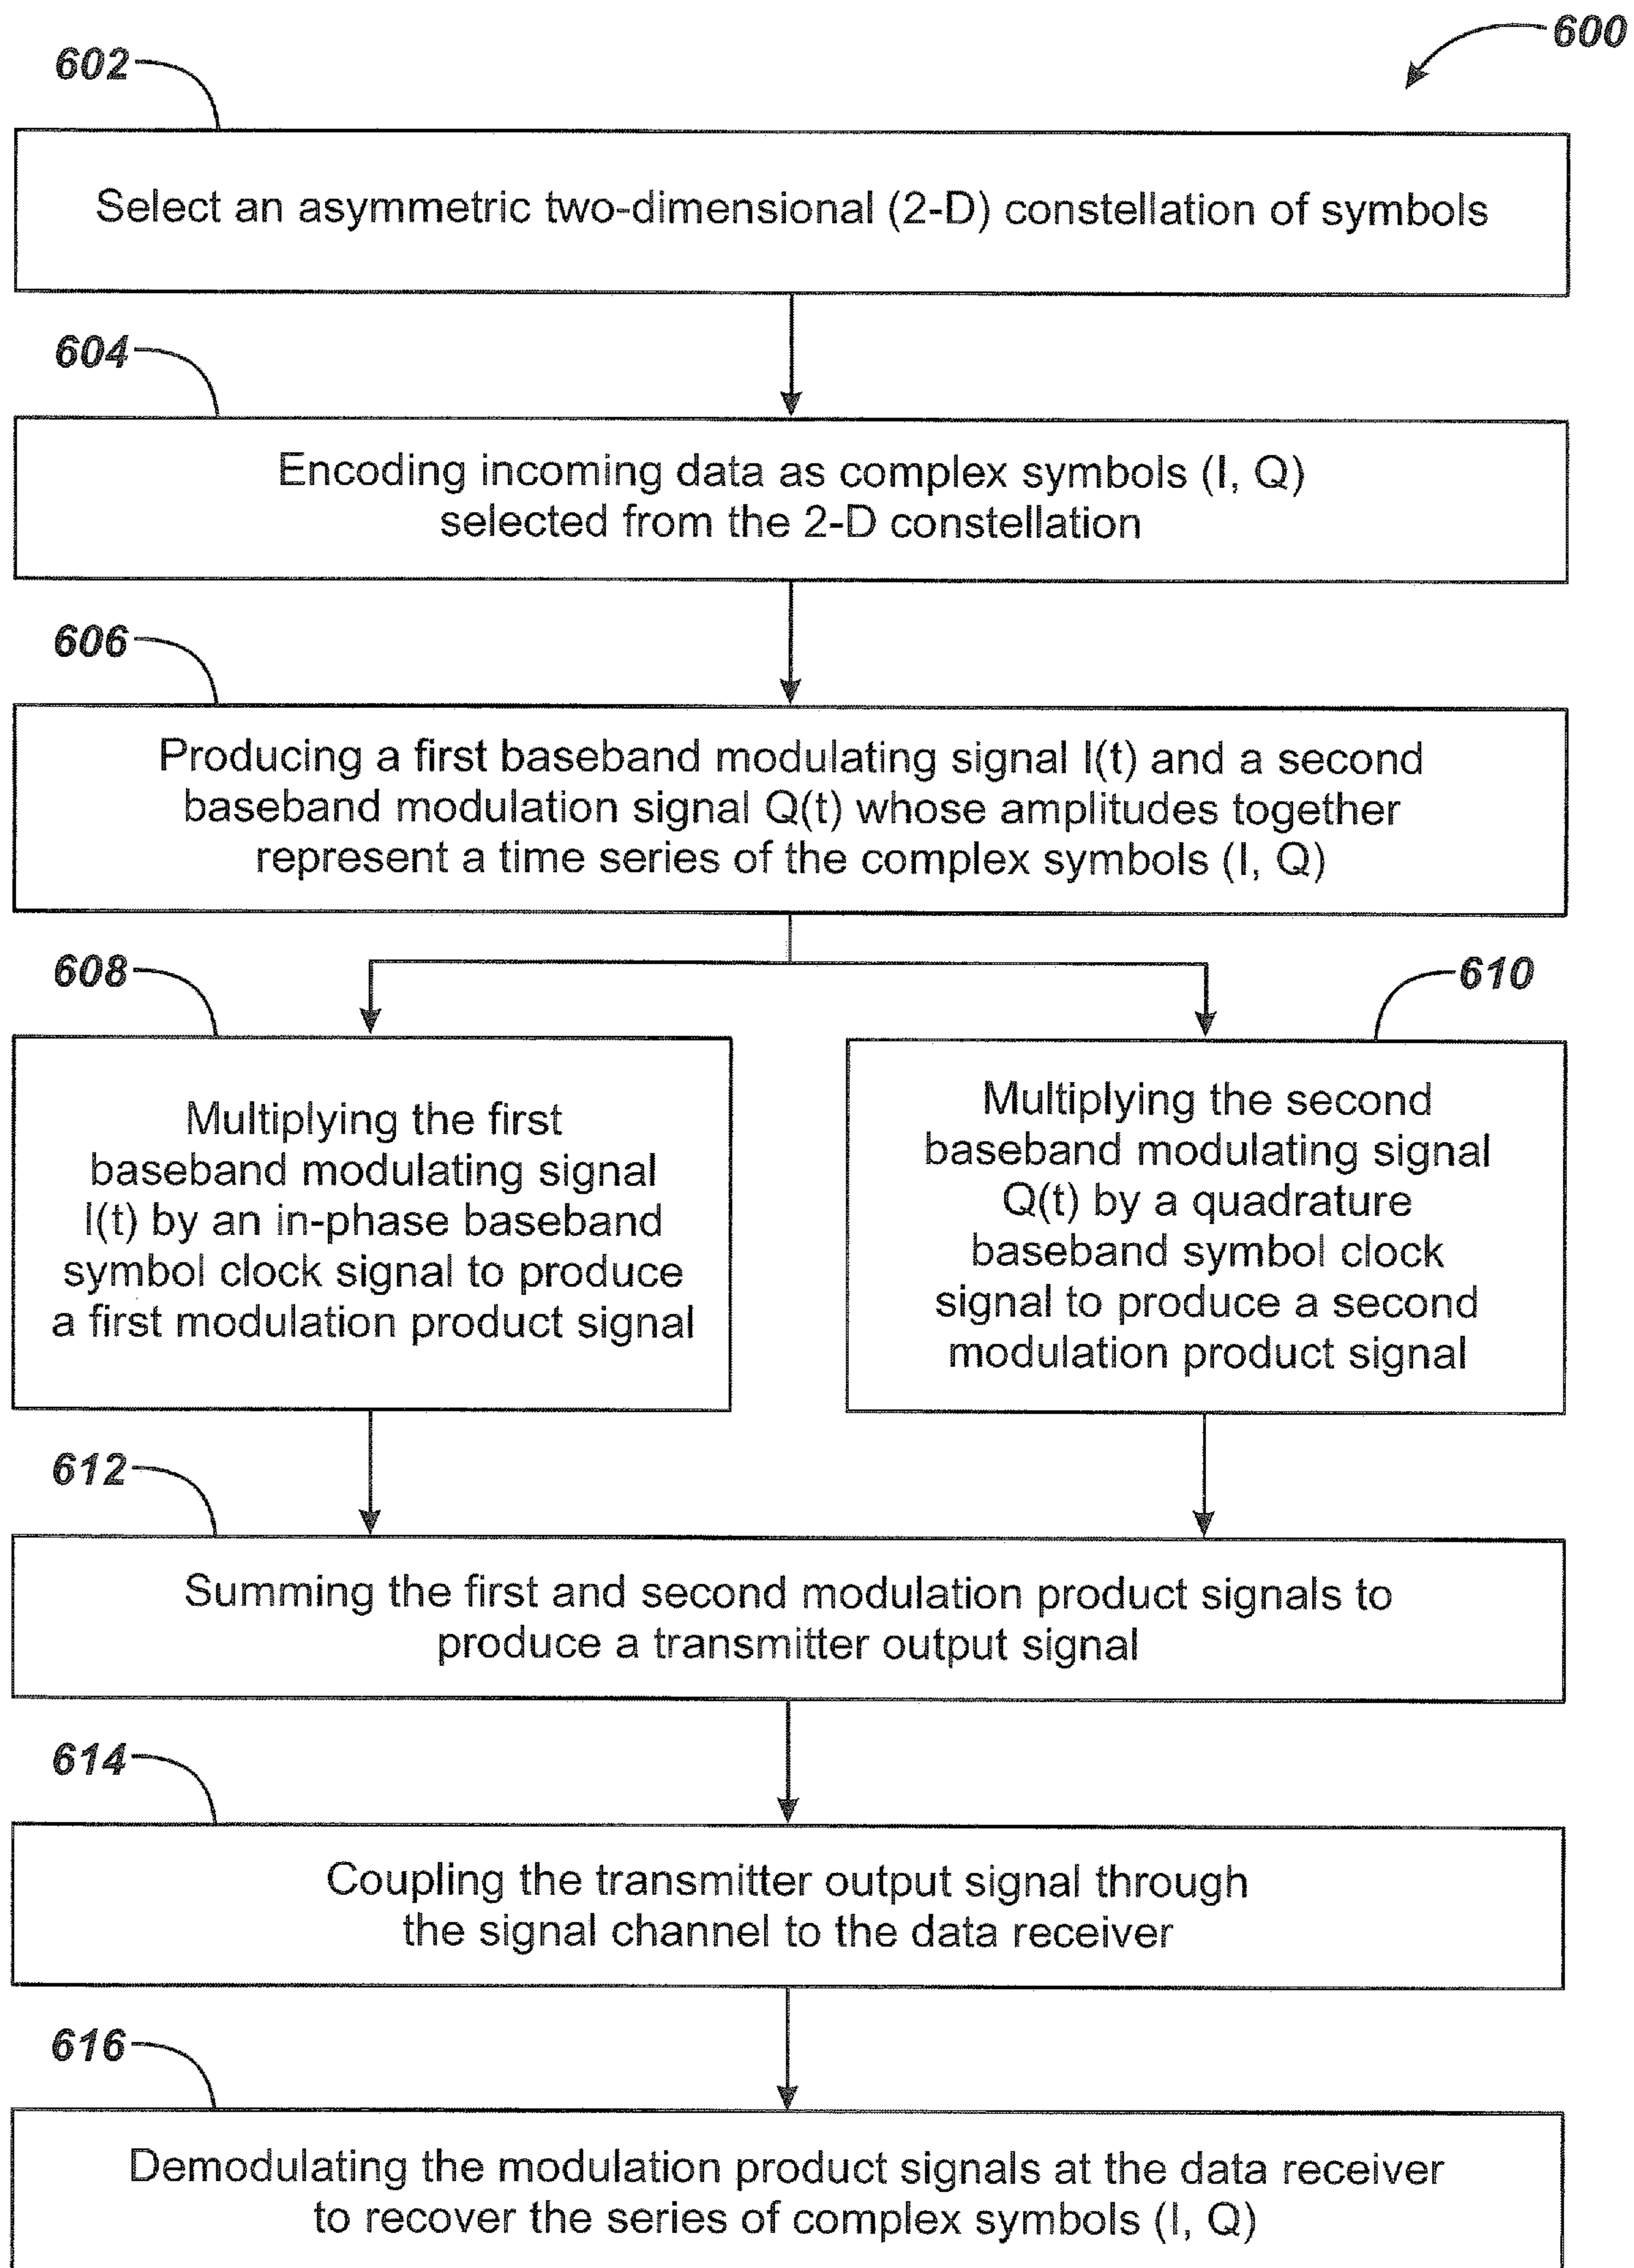 600
602
Select an asymmetric two-dimensional (2-D) constellation of symbols
604
Encoding incoming data as complex symbols (I, Q)
selected from the 2-D constellation
606
Producing a first baseband modulating signal I(t) and a second
baseband modulation signal Q(t) whose amplitudes together
represent a time series of the complex symbols (I, Q)
608
Multiplying the first
baseband modulating signal
I(t) by an in-phase baseband
symbol clock signal to produce
a first modulation product signal
610
Multiplying the second
baseband modulating signal
Q(t) by a quadrature
baseband symbol clock
signal to produce a second
modulation product signal
612
Summing the first and second modulation product signals to
produce a transmitter output signal
614
Coupling the transmitter output signal through
the signal channel to the data receiver
616
Demodulating the modulation product signals at the data receiver
to recover the series of complex symbols (I, Q)